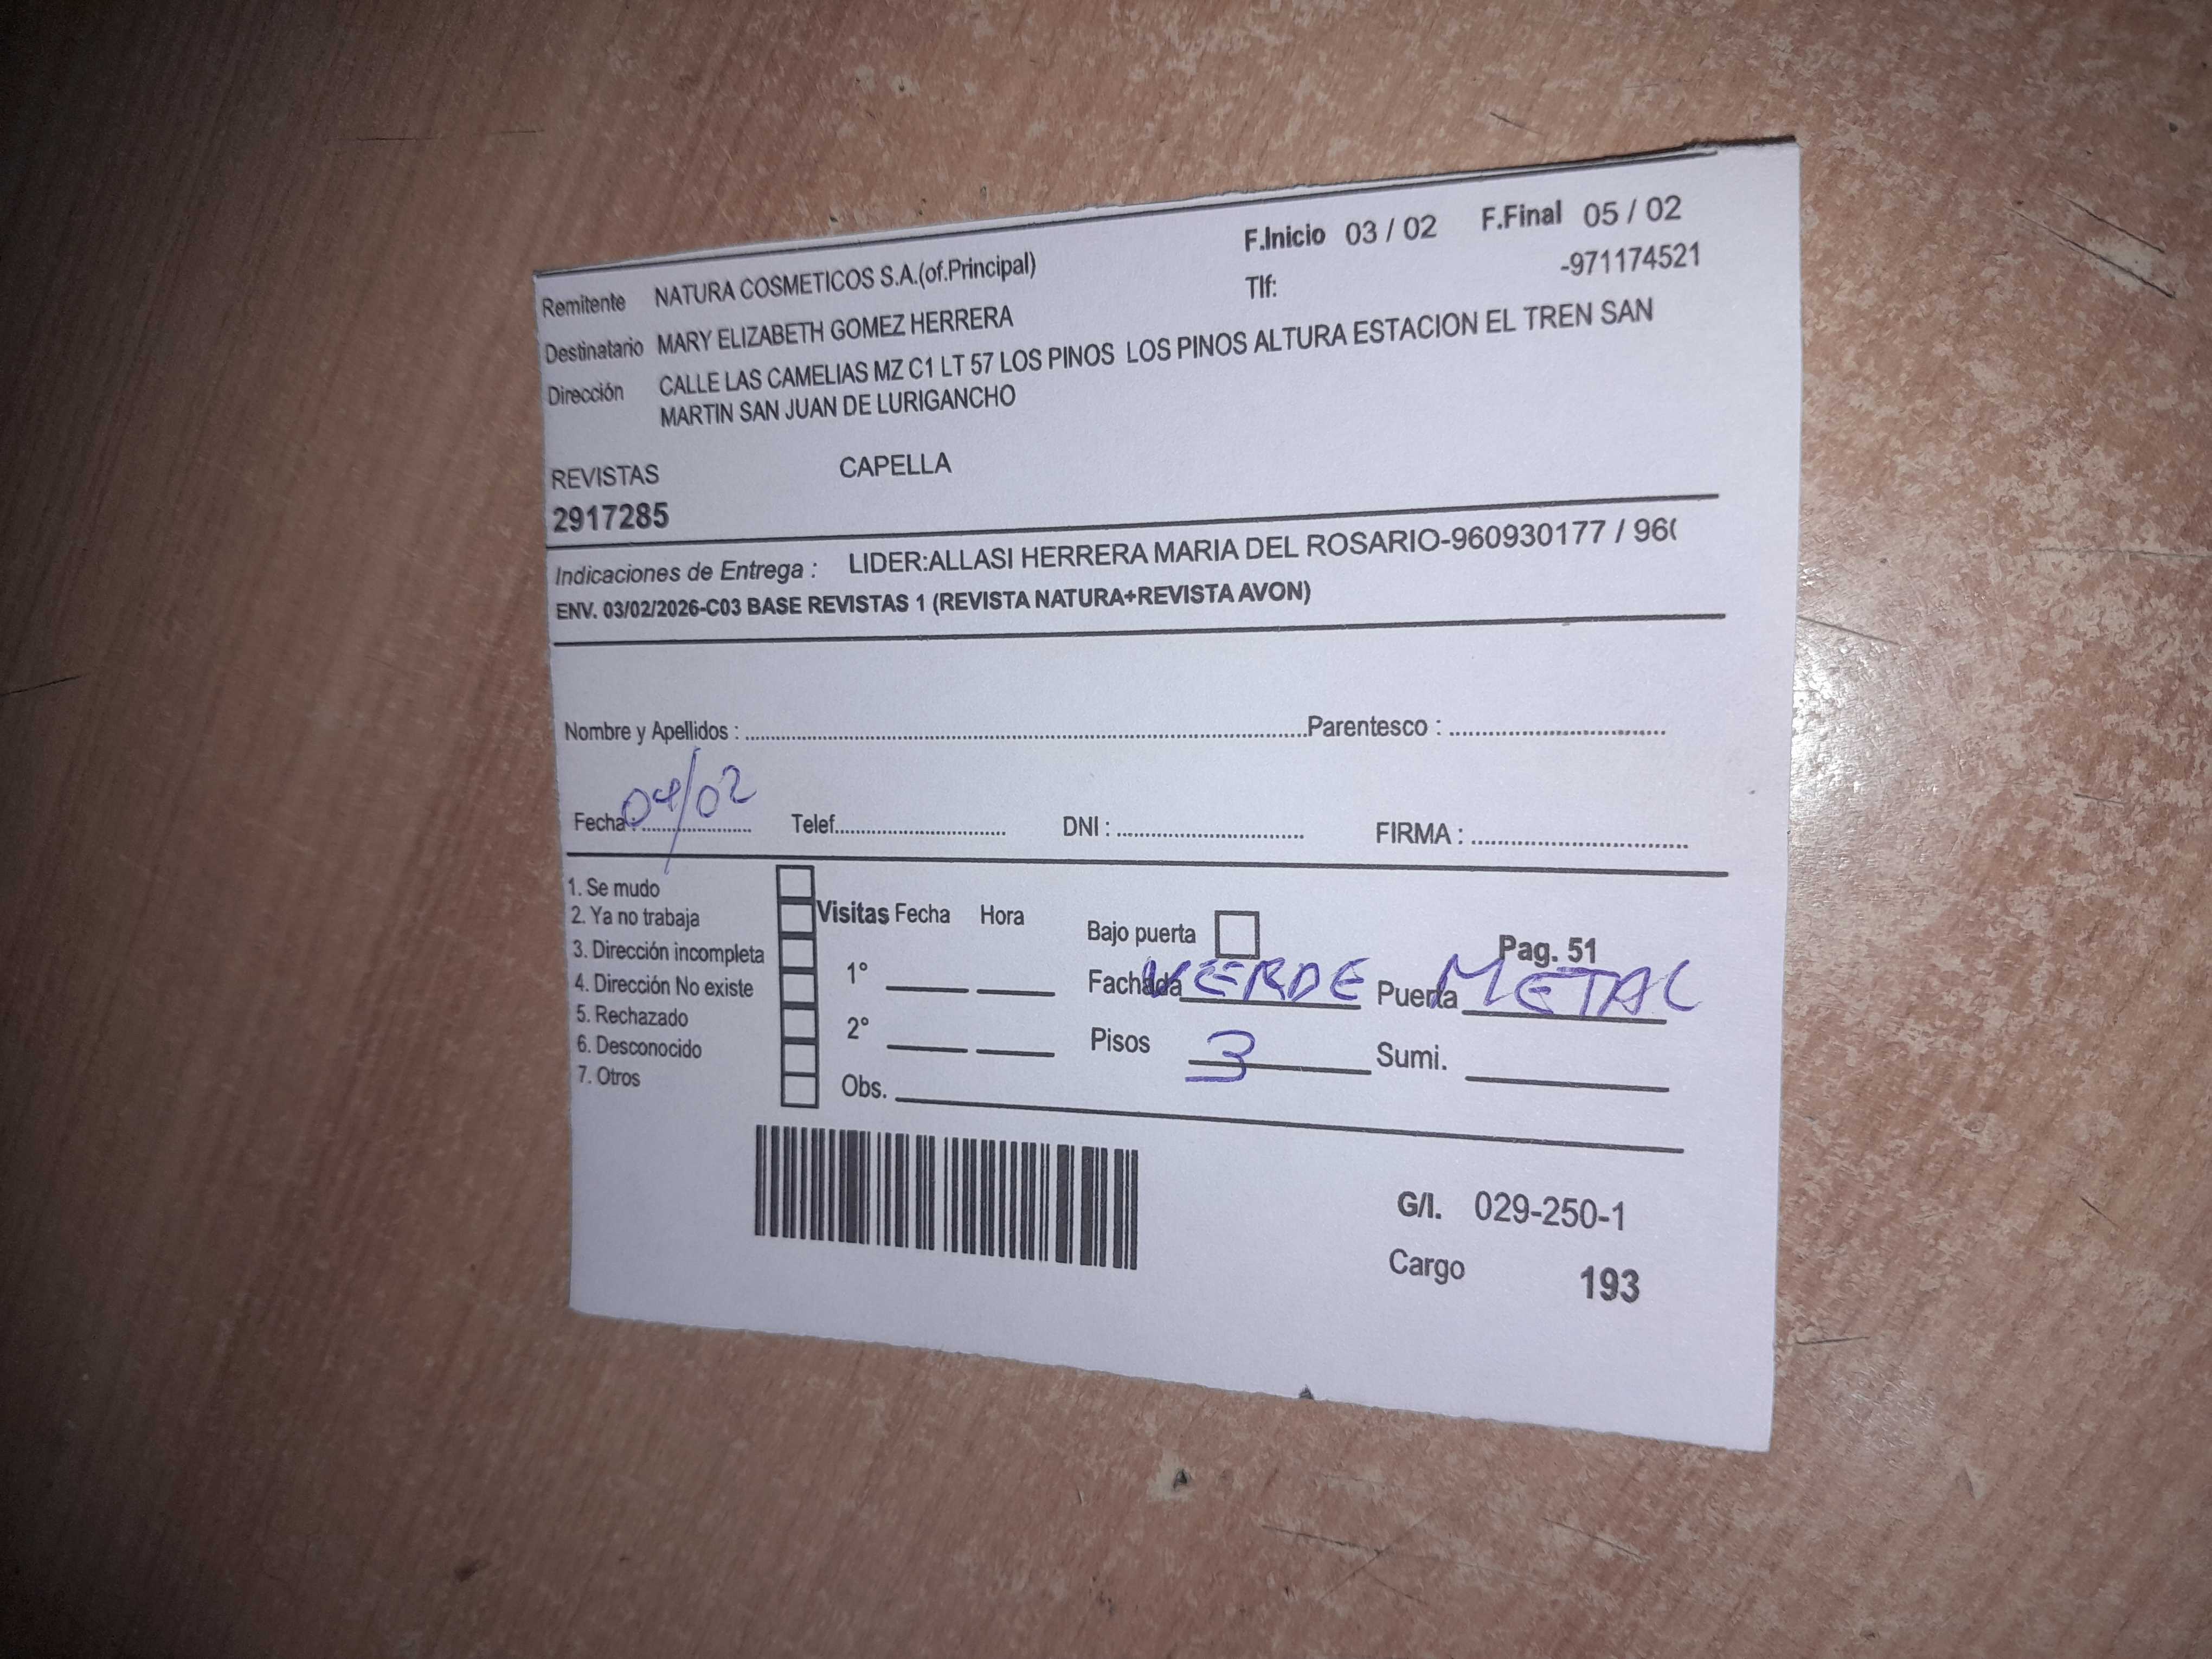 F.Inicio 03 / 02 F.Final 05 / 02
Remitente NATURA COSMETICOS S.A.(of.Principal) Tlf: -971174521
Destinatario MARY ELIZABETH GOMEZ HERRERA
Dirección CALLE LAS CAMELIAS MZ C1 LT 57 LOS PINOS LOS PINOS ALTURA ESTACION EL TREN SAN
MARTIN SAN JUAN DE LURIGANCHO
REVISTAS CAPELLA
2917285
Indicaciones de Entrega : LIDER:ALLASI HERRERA MARIA DEL ROSARIO-960930177 / 960
ENV. 03/02/2026-C03 BASE REVISTAS 1 (REVISTA NATURA+REVISTA AVON)
Nombre y Apellidos : Parentesco :
Fecha : 04/02 Telef. DNI : FIRMA :
1. Se mudo
2. Ya no trabaja Visitas Fecha Hora Bajo puerta Pag. 51
3. Dirección incompleta
4. Dirección No existe 1° Fachada VERDE Puerta METAL
5. Rechazado
6. Desconocido 2° Pisos 3 Sumi.
7. Otros Obs.
G/I. 029-250-1
Cargo 193